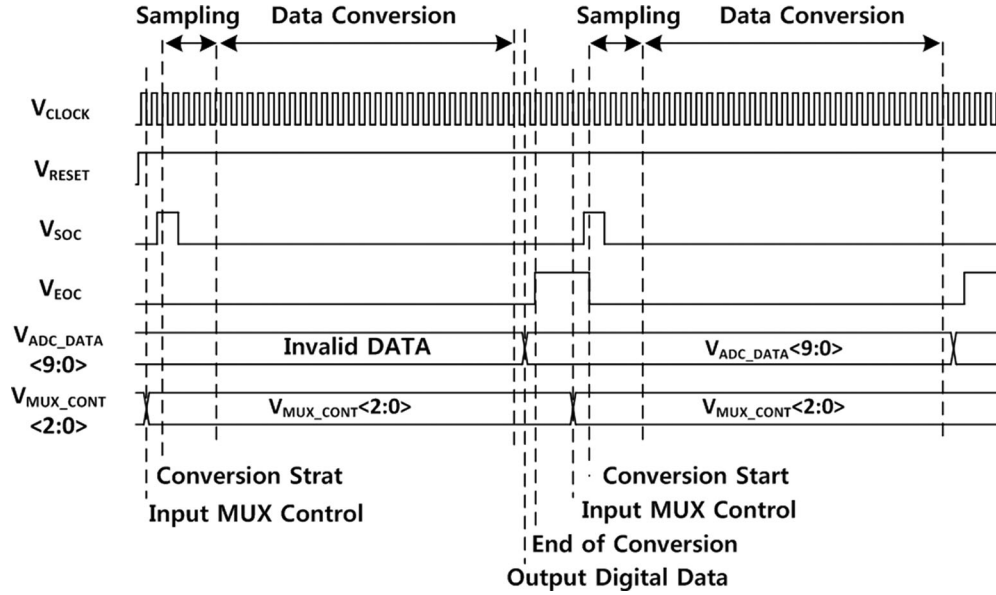 Sampling Data Conversion Sampling Data Conversion
VCLOCK
VRESET
VSOC
VEOC
VADC_DATA
<9:0>
Invalid DATA
VADC_DATA<9:0>
VMUX_CONT
<2:0>
VMUX_CONT<2:0>
VMUX_CONT<2:0>
Conversion Strat
Input MUX Control
Conversion Start
Input MUX Control
End of Conversion
Output Digital Data